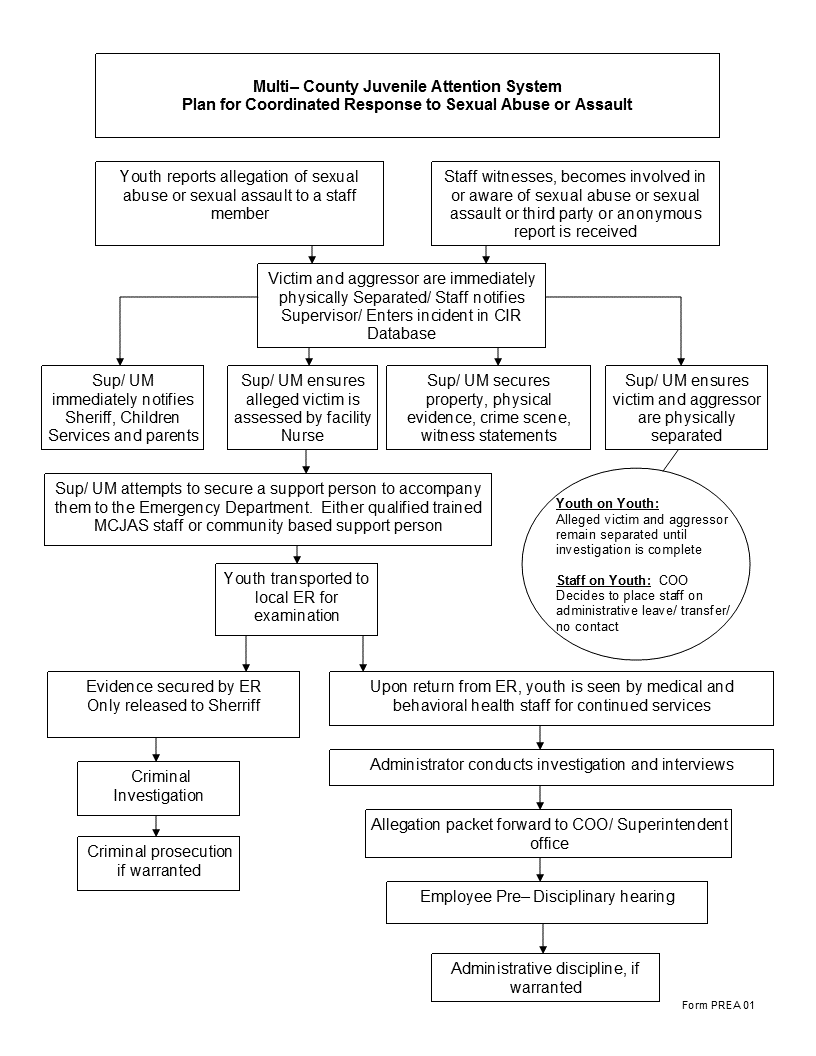 Multi– County Juvenile Attention System
Plan for Coordinated Response to Sexual Abuse or Assault
Youth reports allegation of sexual
abuse or sexual assault to a staff
member
Staff witnesses, becomes involved in
or aware of sexual abuse or sexual
assault or third party or anonymous
report is received
Victim and aggressor are immediately
physically Separated/ Staff notifies
Supervisor/ Enters incident in CIR
Database
Sup/ UM
immediately notifies
Sheriff, Children
Services and parents
Sup/ UM ensures
alleged victim is
assessed by facility
Nurse
Sup/ UM secures
property, physical
evidence, crime scene,
witness statements
Sup/ UM ensures
victim and aggressor
are physically
separated
Sup/ UM attempts to secure a support person to accompany
them to the Emergency Department.  Either qualified trained
MCJAS staff or community based support person
Youth on Youth:
Alleged victim and aggressor
remain separated until
investigation is complete
Staff on Youth:  COO
Decides to place staff on
administrative leave/ transfer/
no contact
Youth transported to
local ER for
examination
Evidence secured by ER
Only released to Sherriff
Upon return from ER, youth is seen by medical and
behavioral health staff for continued services
Criminal
Investigation
Administrator conducts investigation and interviews
Criminal prosecution
if warranted
Allegation packet forward to COO/ Superintendent
office
Employee Pre– Disciplinary hearing
Administrative discipline, if
warranted
Form PREA 01